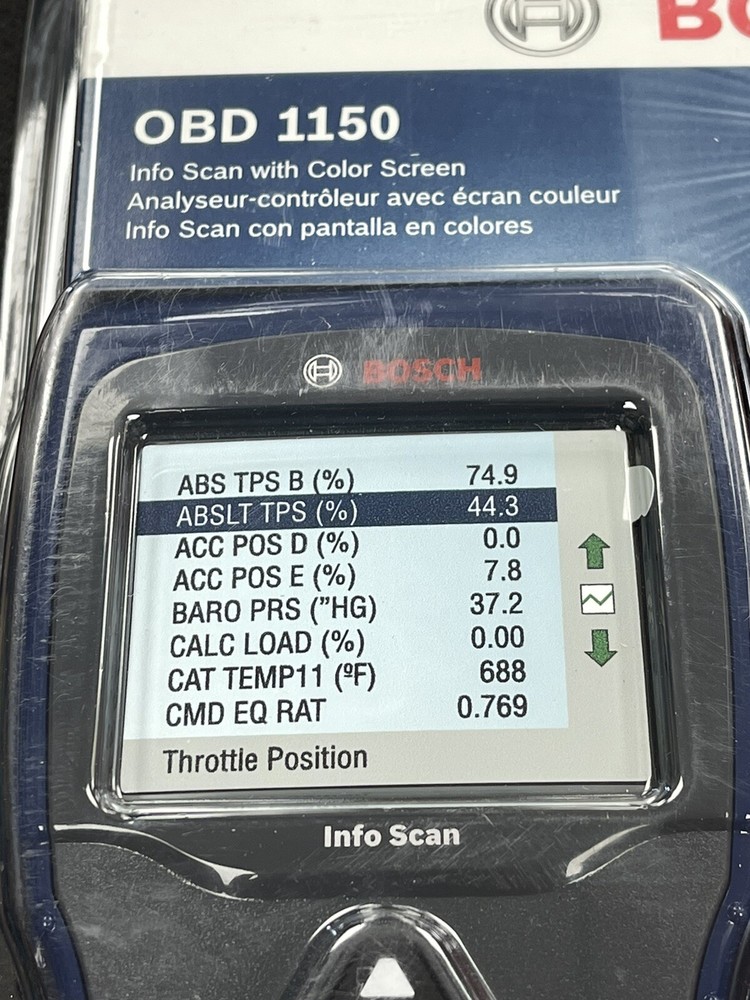 OBD 1150
Info Scan with Color Screen
Analyseur-contrôleur avec écran couleur
Info Scan con pantalla en colores
BOSCH
ABS TPS B (%) 74.9
ABSLT TPS (%) 44.3
ACC POS D (%) 0.0
ACC POS E (%) 7.8
BARO PRS (”HG) 37.2
CALC LOAD (%) 0.00
CAT TEMP11 (ºF) 688
CMD EQ RAT 0.769
Throttle Position
Info Scan